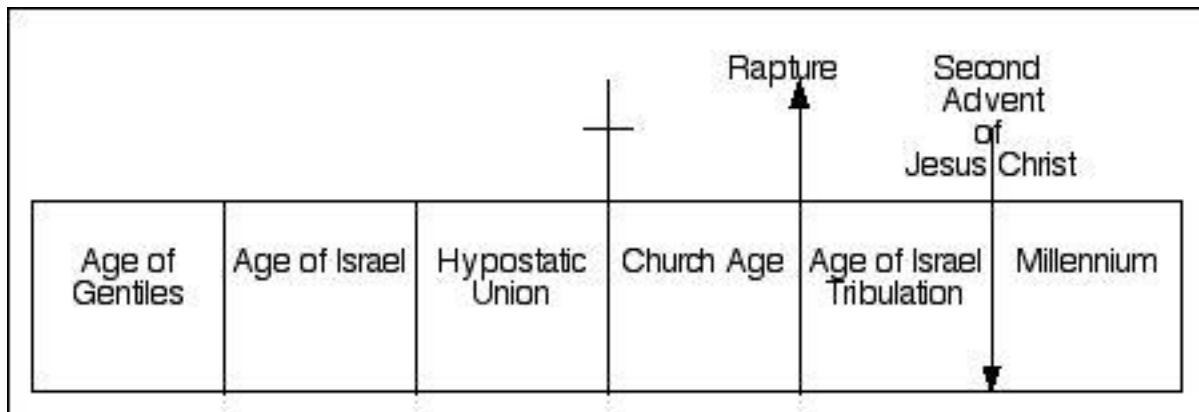 Rapture
Second
Advent
of
Jesus Christ
Age of
Gentiles
Age of Israel
Hypostatic
Union
Church Age
Age of Israel
Tribulation
Millennium